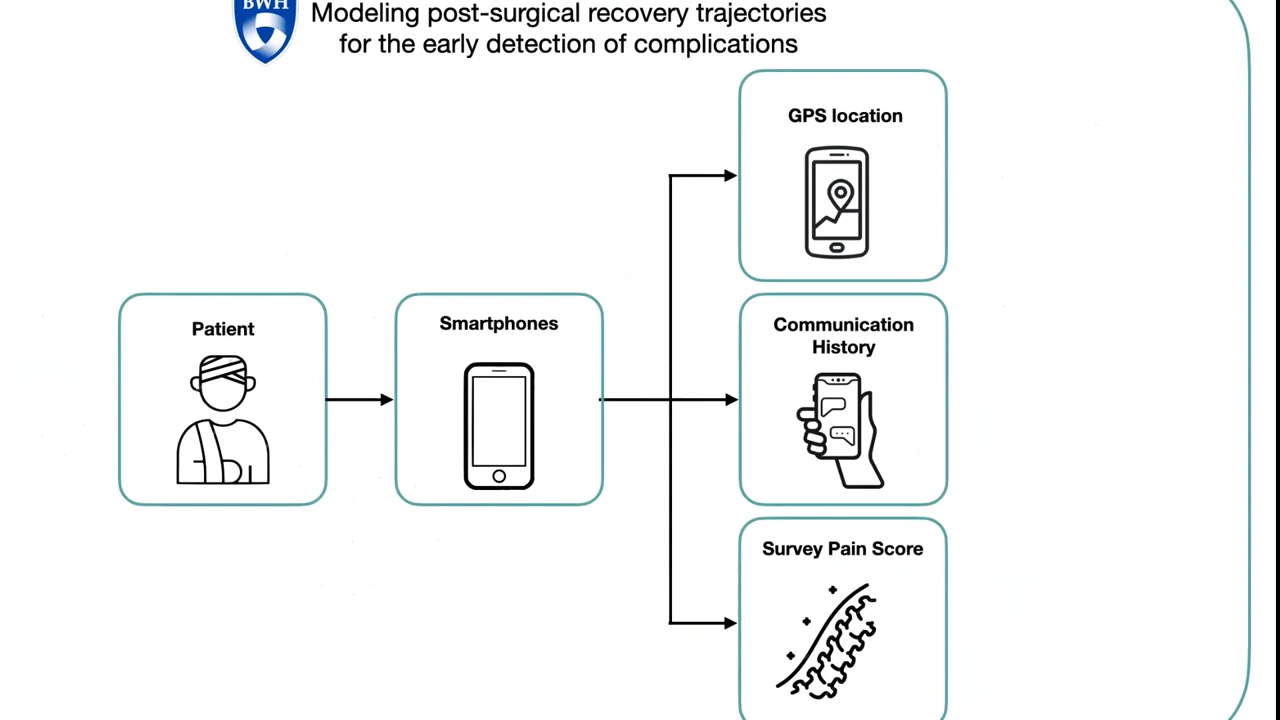 BWH
Modeling post-surgical recovery trajectories
for the early detection of complications
GPS location
Patient
Smartphones
Communication
History
Survey Pain Score